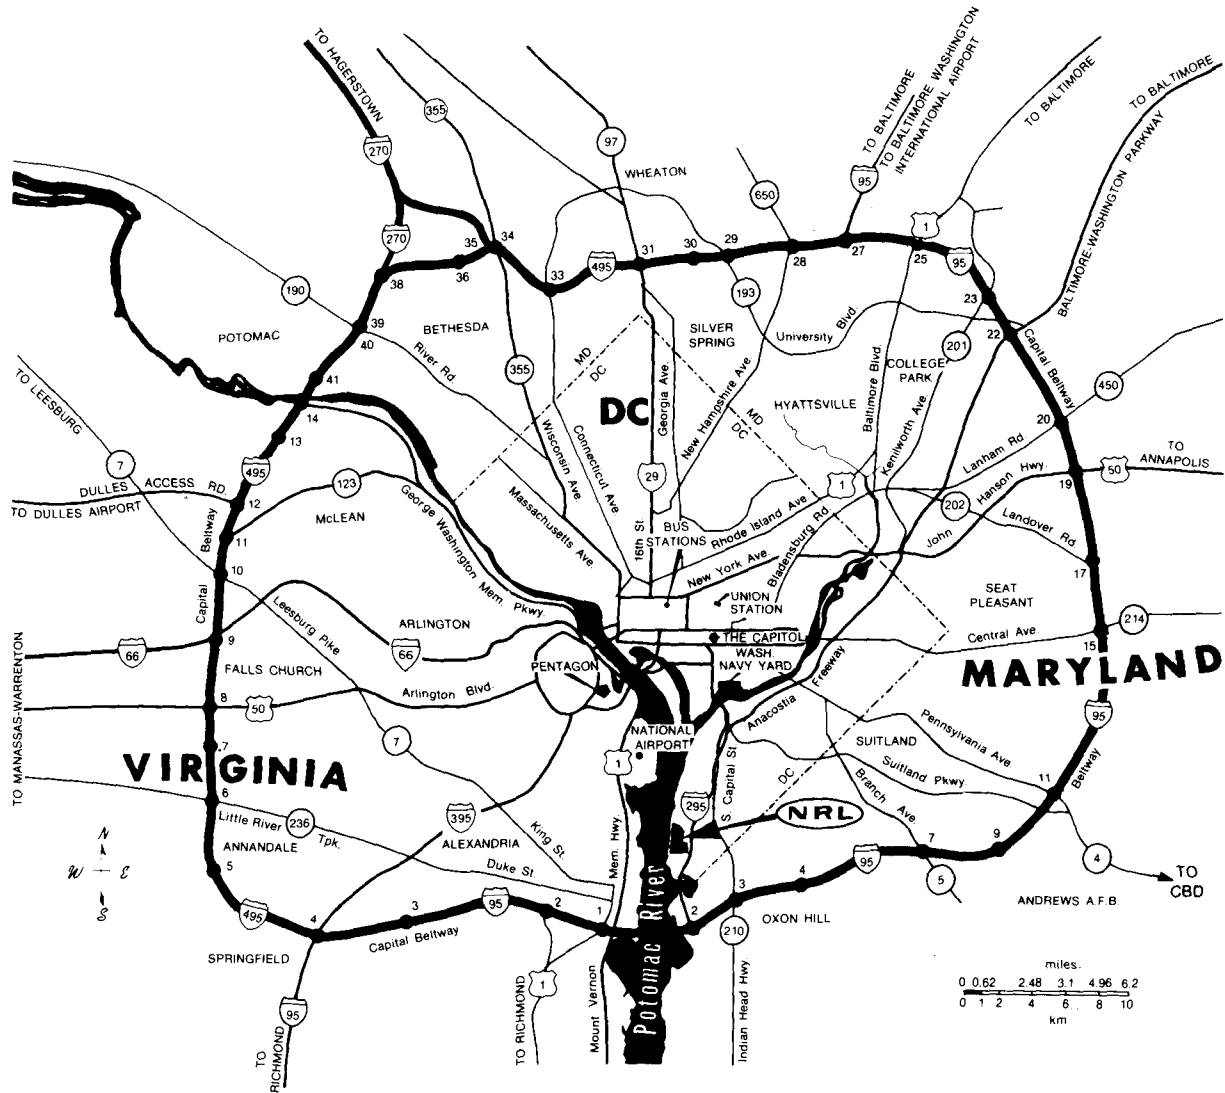 TO HAGERSTOWN
270
355
97
WHEATON
650
TO BALTIMORE
TO BALTIMORE WASHINGTON
INTERNATIONAL AIRPORT
95
TO BALTIMORE
TO BALTIMORE
BALTIMORE-WASHINGTON PARKWAY
1
270
35
34
36
38
33
495
31
30
29
28
27
25
95
23
22
190
39
40
POTOMAC
BETHESDA
River Rd.
355
MD
DC
SILVER
SPRING
193
University Blvd.
201
COLLEGE
PARK
Capital Beltway
450
TO LEESBURG
41
14
13
DC
Georgia Ave.
New Hampshire Ave.
MD
DC
HYATTSVILLE
Baltimore Blvd.
Kenilworth Ave.
20
Wisconsin Ave.
Connecticut Ave
7
495
DULLES ACCESS RD.
TO DULLES AIRPORT
12
123
McLEAN
George Washington Mem. Pkwy.
Massachusetts Ave.
29
16th St.
BUS
STATIONS
Rhode Island Ave
1
Lanham Rd
John Hanson Hwy.
202
Landover Rd
19
50
TO
ANNAPOLIS
Beltway
11
10
Capital
New York Ave.
Bladensburg Rd.
17
UNION
STATION
SEAT
PLEASANT
214
TO MANASSAS-WARRENTON
66
9
Leesburg Pike
ARLINGTON
66
THE CAPITOL
WASH.
NAVY YARD
Central Ave.
15
FALLS CHURCH
PENTAGON
MARYLAND
50
Arlington Blvd.
8
Anacostia Freeway
95
7
VIRGINIA
7
NATIONAL
AIRPORT
1
Pennsylvania Ave.
SUITLAND
Suitland Pkwy.
Beltway
S. Capital St
DC
Branch Ave.
11
6
Little River
236
Tpk.
395
295
NRL
ANNANDALE
ALEXANDRIA
King St.
Mem. Hwy.
Duke St.
5
7
9
4
TO
CBD
N
W
E
S
495
4
3
95
2
1
2
3
4
95
5
ANDREWS A.F.B.
Capital Beltway
OXON HILL
210
SPRINGFIELD
Potomac River
1
95
TO
RICHMOND
TO RICHMOND
Mount Vernon
Indian Head Hwy.
miles.
0 0.62 2.48 3.1 4.96 6.2
0 1 2 4 6 8 10
km